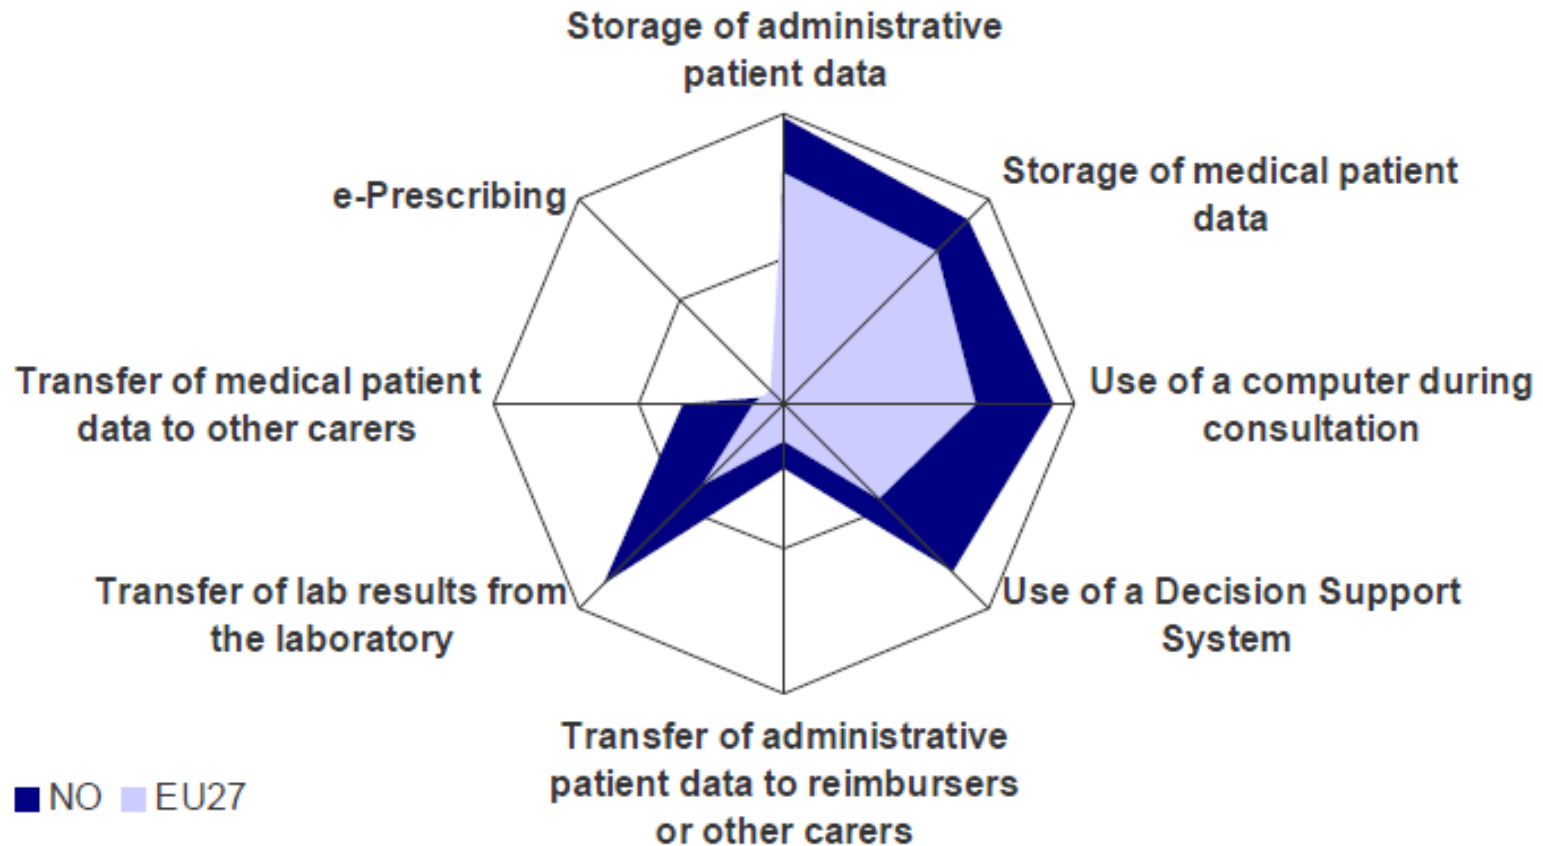 Storage of administrative
patient data
Storage of medical patient
data
Use of a computer during
consultation
Use of a Decision Support
System
Transfer of administrative
patient data to reimbursers
or other carers
Transfer of lab results from
the laboratory
Transfer of medical patient
data to other carers
e-Prescribing
NO EU27